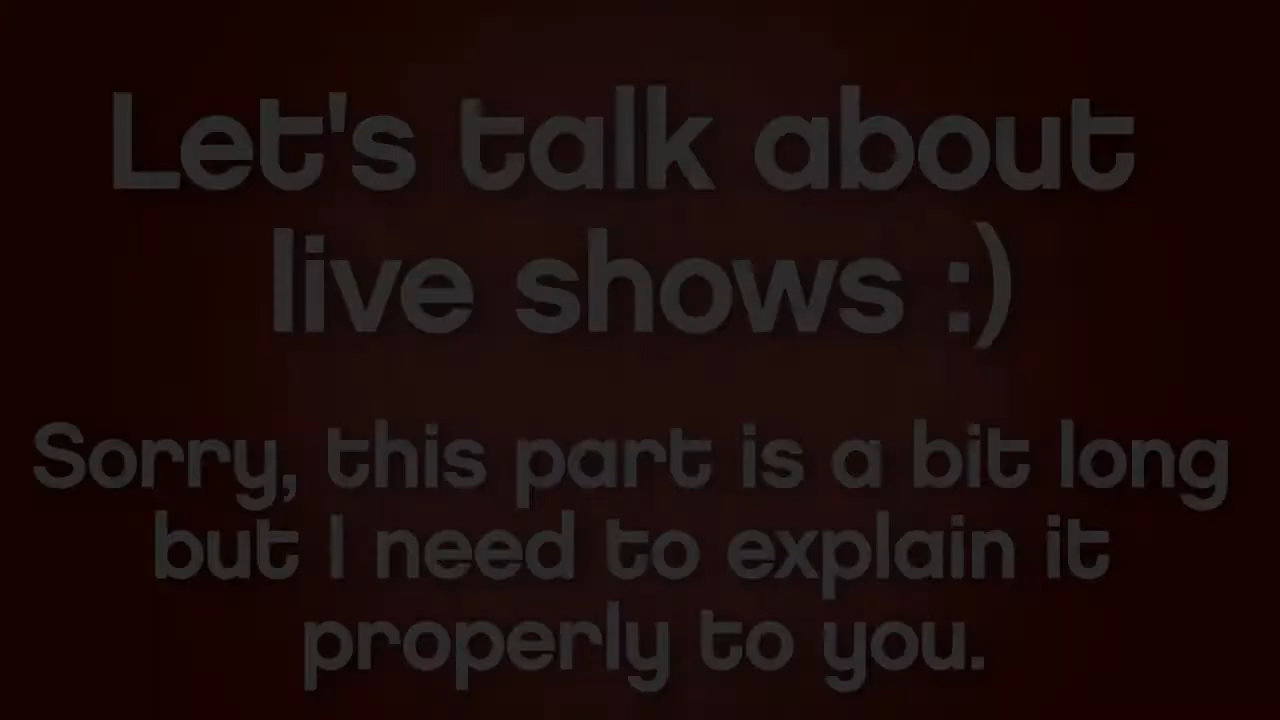 Let's talk about
live shows :)
Sorry, this part is a bit long
but I need to explain it
properly to you.